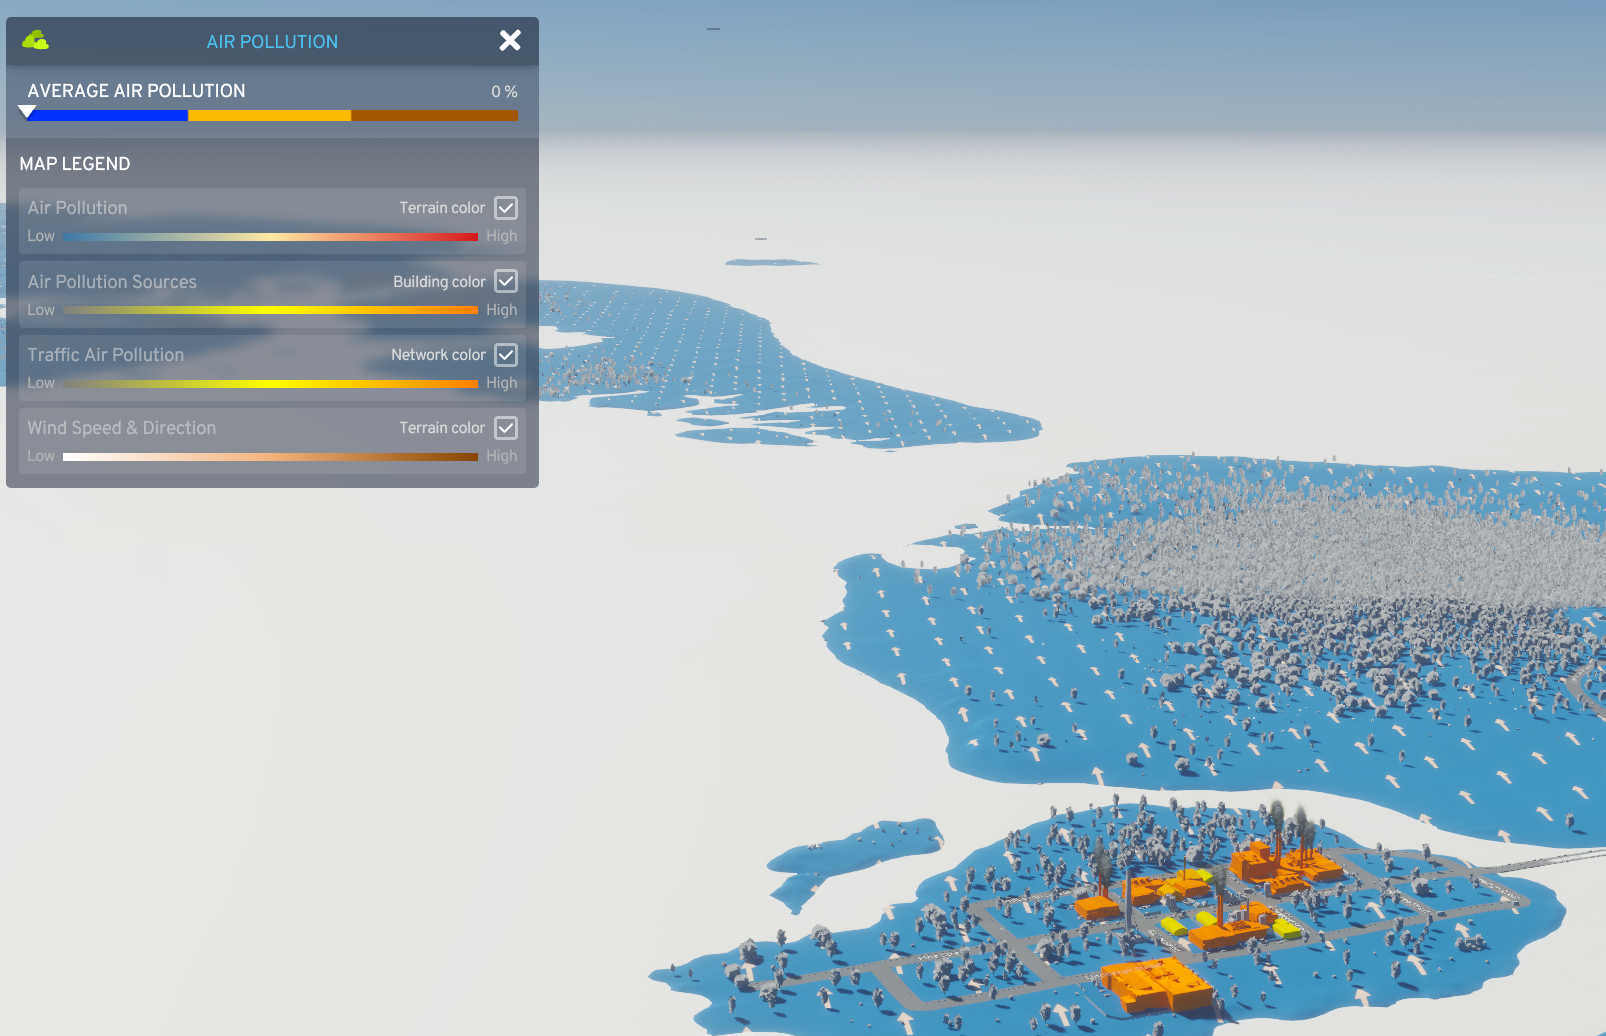 AIR POLLUTION
AVERAGE AIR POLLUTION 0 %
MAP LEGEND
Air Pollution Terrain color
Low High
Air Pollution Sources Building color
Low High
Traffic Air Pollution Network color
Low High
Wind Speed & Direction Terrain color
Low High